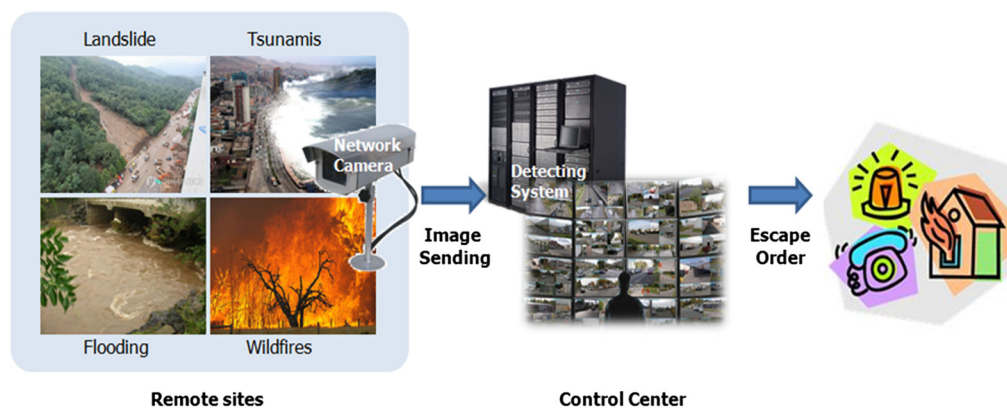 Landslide
Tsunamis
Network
Camera
Detecting
System
Image
Sending
Escape
Order
Flooding
Wildfires
Remote sites
Control Center